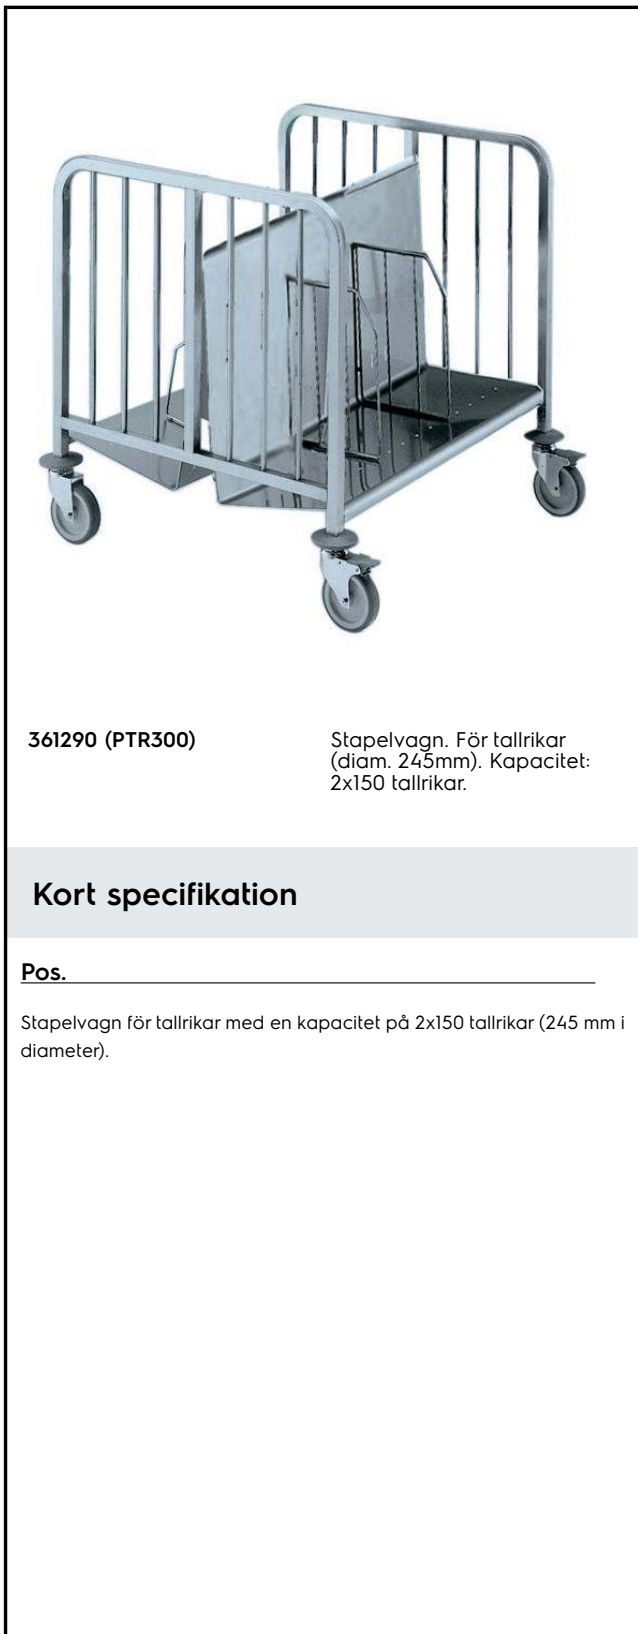 361290 (PTR300)
Stapelvagn. För tallrikar
(diam. 245mm). Kapacitet:
2x150 tallrikar.
Kort specifikation
Pos.
Stapelvagn för tallrikar med en kapacitet på 2x150 tallrikar (245 mm i
diameter).